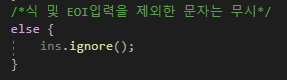 /*식 및 EOI입력을 제외한 문자는 무시*/
else {
ins.ignore();
}